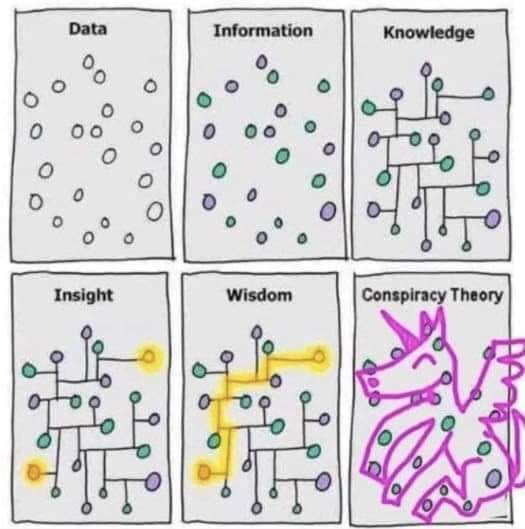 Data
Information
Knowledge
Insight
Wisdom
Conspiracy Theory